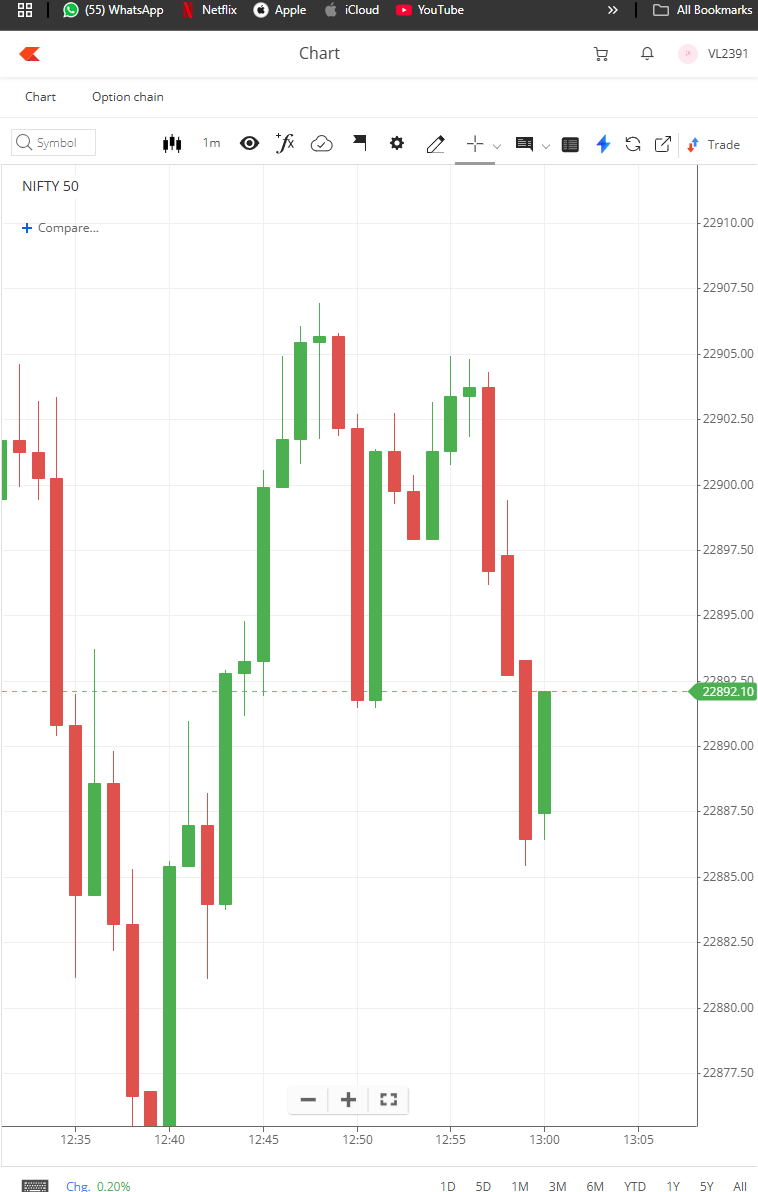 (55) WhatsApp Netflix Apple iCloud YouTube » All Bookmarks
Chart VL2391
Chart Option chain
Symbol 1m ƒx Trade
NIFTY 50
+ Compare...
22910.00
22907.50
22905.00
22902.50
22900.00
22897.50
22895.00
22892.50
22892.10
22890.00
22887.50
22885.00
22882.50
22880.00
22877.50
12:35 12:40 12:45 12:50 12:55 13:00 13:05
Chg. 0.20% 1D 5D 1M 3M 6M YTD 1Y 5Y All